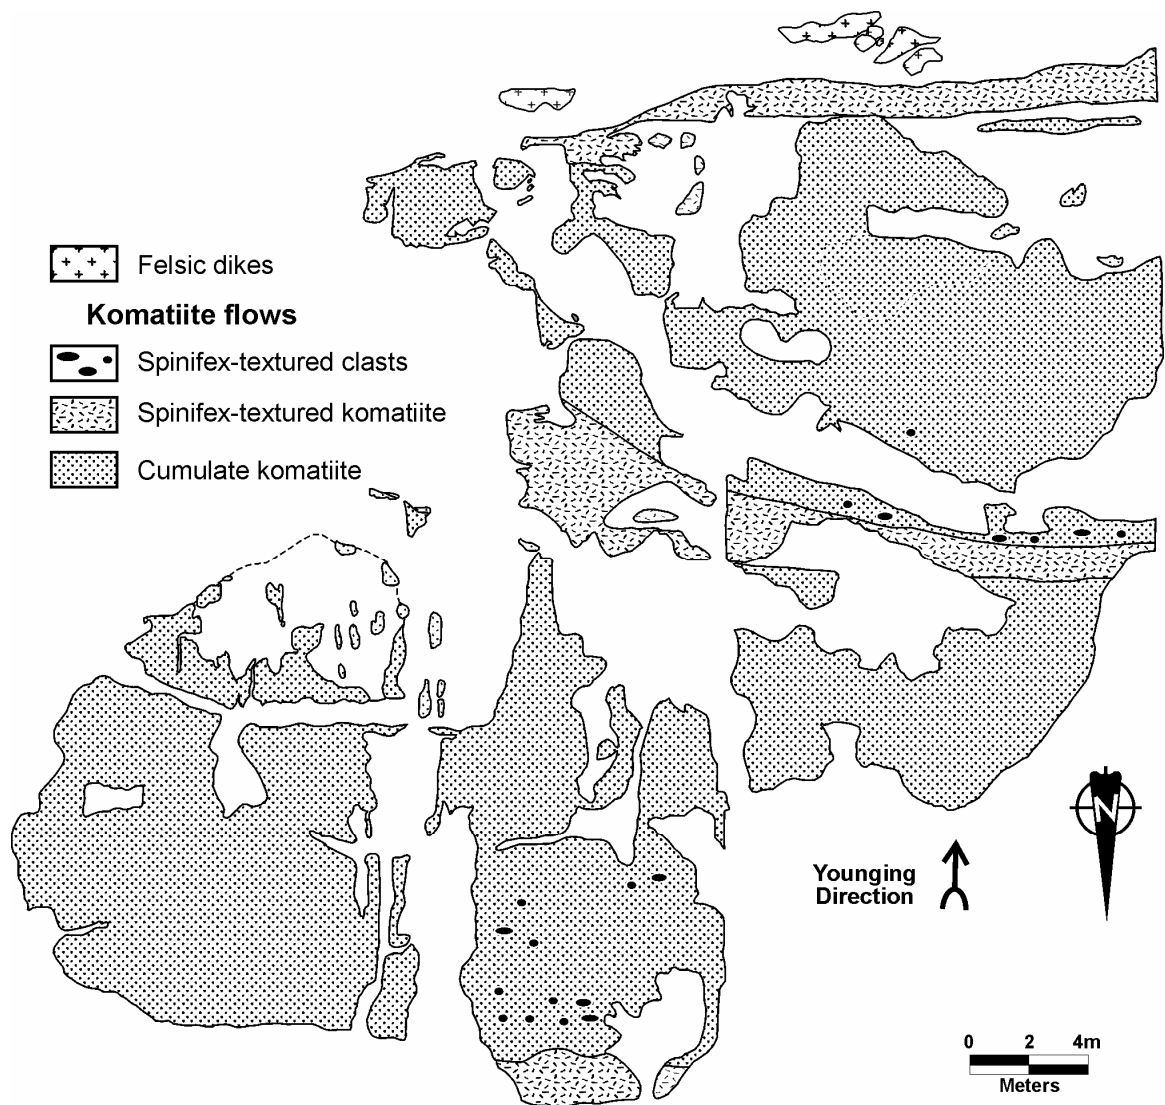 Felsic dikes
Komatiite flows
Spinifex-textured clasts
Spinifex-textured komatiite
Cumulate komatiite
N
Younging
Direction
0 2 4m
Meters